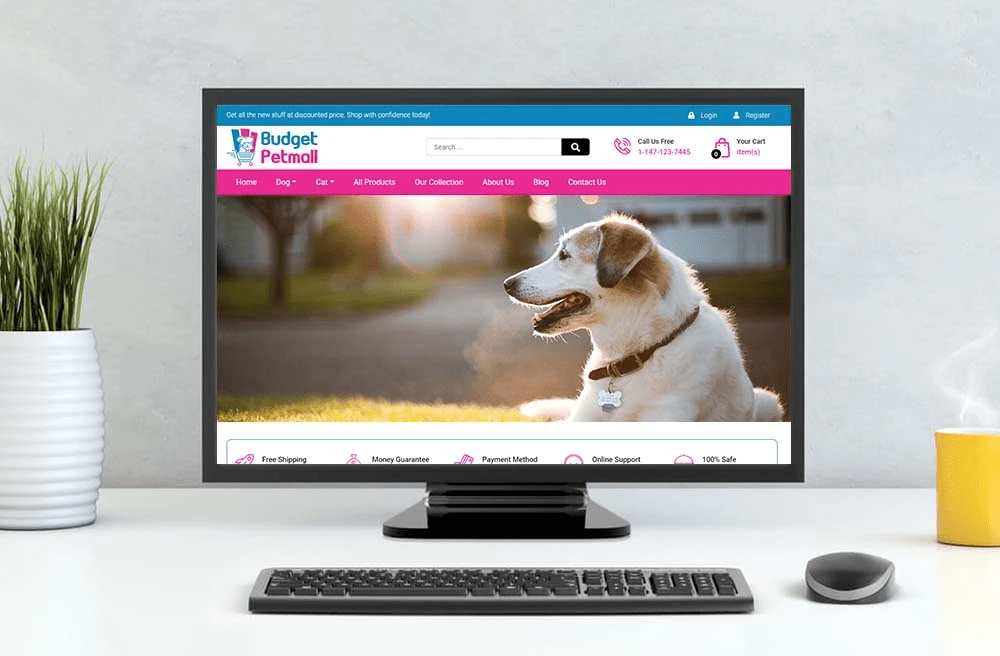 Get all the new stuff at discounted price. Shop with confidence today!
Login
Register
Budget
Petmall
Search ...
Call Us Free
1-147-123-7445
0
Your Cart
item(s)
Home
Dog
Cat
All Products
Our Collection
About Us
Blog
Contact Us
Free Shipping
Money Guarantee
Payment Method
Online Support
100% Safe